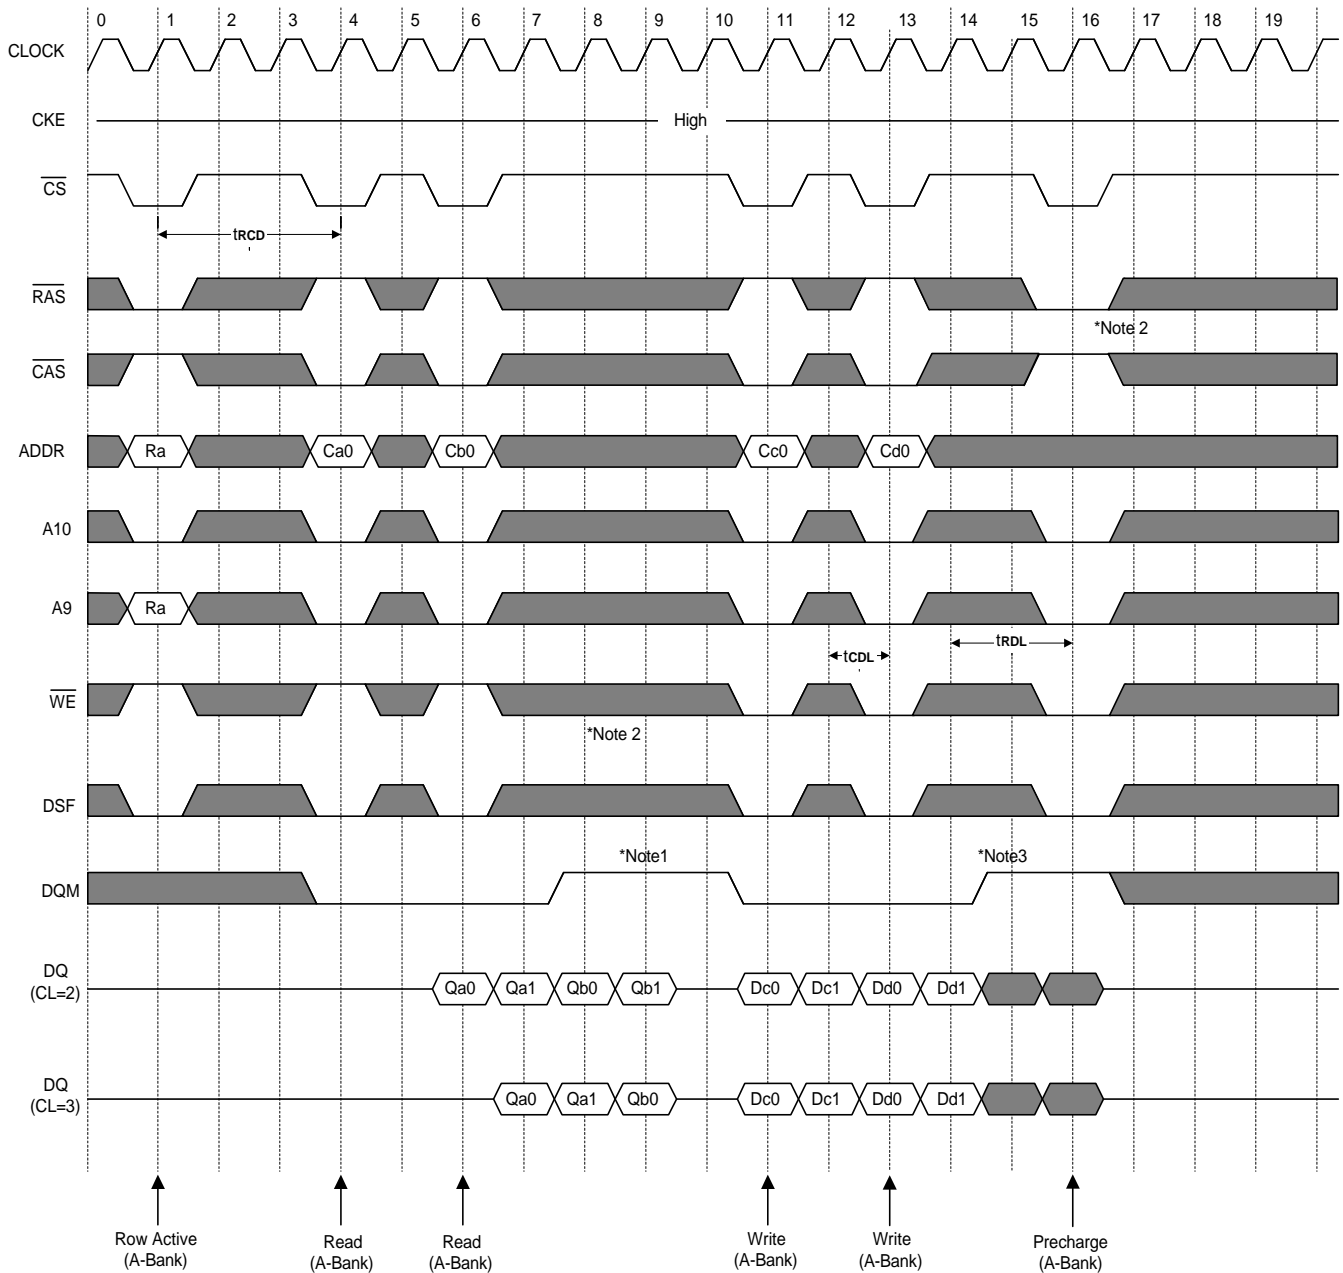 0 1 2 3 4 5 6 7 8 9 10 11 12 13 14 15 16 17 18 19
CLOCK
CKE High
CS
tRCD
RAS
*Note 2
CAS
ADDR Ra Ca0 Cb0 Cc0 Cd0
A10
A9 Ra
tCDL tRDL
WE
*Note 2
DSF
*Note1 *Note3
DQM
DQ
(CL=2) Qa0 Qa1 Qb0 Qb1 Dc0 Dc1 Dd0 Dd1
DQ
(CL=3) Qa0 Qa1 Qb0 Dc0 Dc1 Dd0 Dd1
Row Active Read Read Write Write Precharge
(A-Bank) (A-Bank) (A-Bank) (A-Bank) (A-Bank) (A-Bank)